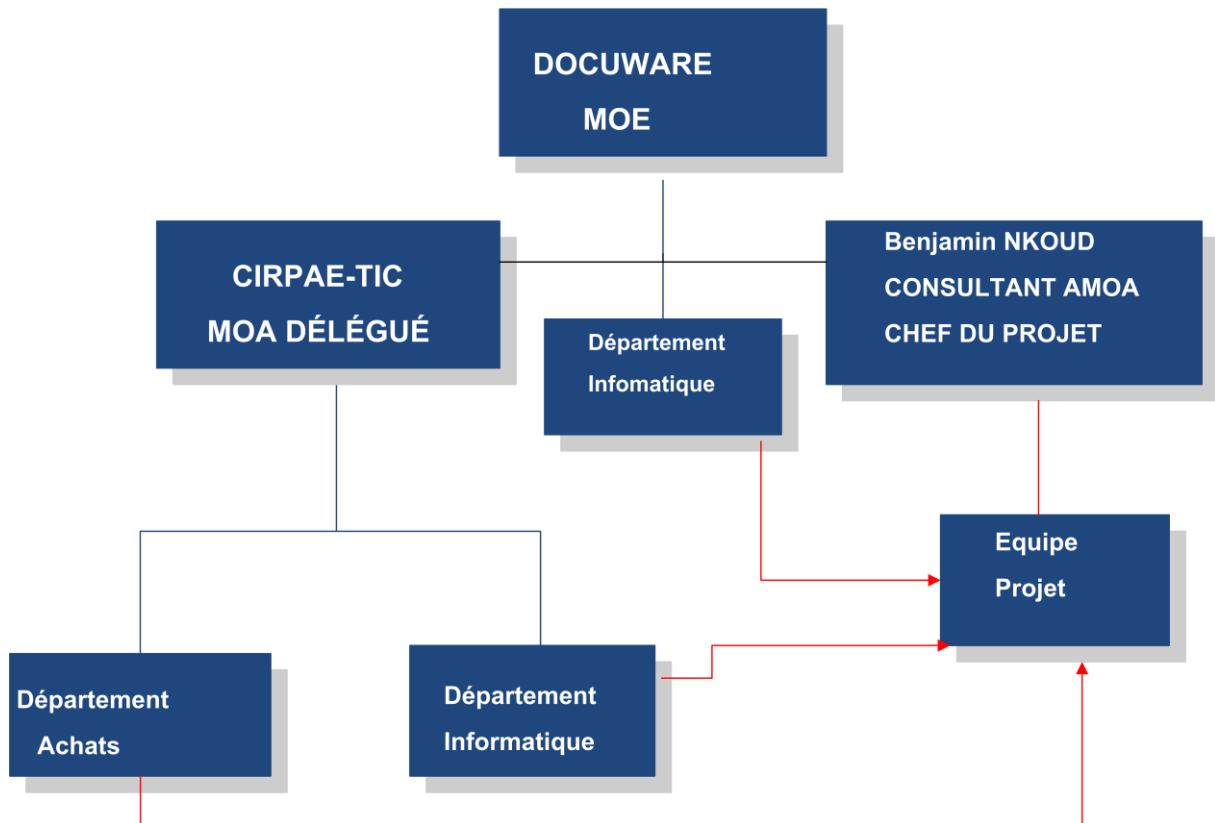 DOCUWARE
MOE
CIRPAE-TIC
MOA DÉLÉGUÉ
Benjamin NKOUD
CONSULTANT AMOA
CHEF DU PROJET
Département
Infomatique
Equipe
Projet
Département
Achats
Département
Informatique